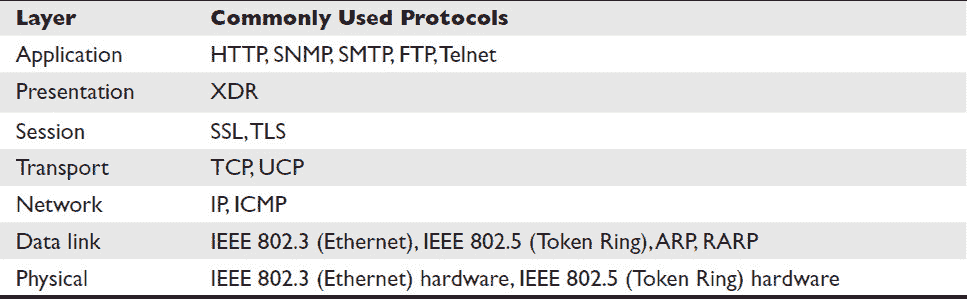 Layer Commonly Used Protocols
Application HTTP, SNMP, SMTP, FTP, Telnet
Presentation XDR
Session SSL, TLS
Transport TCP, UCP
Network IP, ICMP
Data link IEEE 802.3 (Ethernet), IEEE 802.5 (Token Ring), ARP, RARP
Physical IEEE 802.3 (Ethernet) hardware, IEEE 802.5 (Token Ring) hardware